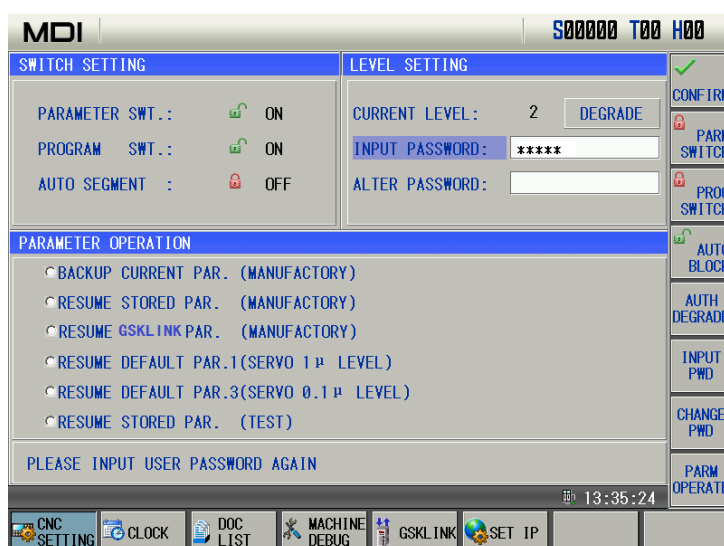 MDI S00000 T00 H00
SWITCH SETTING
PARAMETER SWT.: ON
PROGRAM SWT.: ON
AUTO SEGMENT : OFF
LEVEL SETTING
CURRENT LEVEL: 2 DEGRADE
INPUT PASSWORD: *****
ALTER PASSWORD:
PARAMETER OPERATION
BACKUP CURRENT PAR. (MANUFACTORY)
RESUME STORED PAR. (MANUFACTORY)
RESUME GSKLINK PAR. (MANUFACTORY)
RESUME DEFAULT PAR.1(SERVO 1μ LEVEL)
RESUME DEFAULT PAR.3(SERVO 0.1μ LEVEL)
RESUME STORED PAR. (TEST)
PLEASE INPUT USER PASSWORD AGAIN
13:35:24
CONFIRM
PARM
SWITCH
PROG
SWITCH
AUTO
BLOCK
AUTH
DEGRADE
INPUT
PWD
CHANGE
PWD
PARM
OPERATE
CNC
SETTING
CLOCK
DOC
LIST
MACHINE
DEBUG
GSKLINK
SET IP